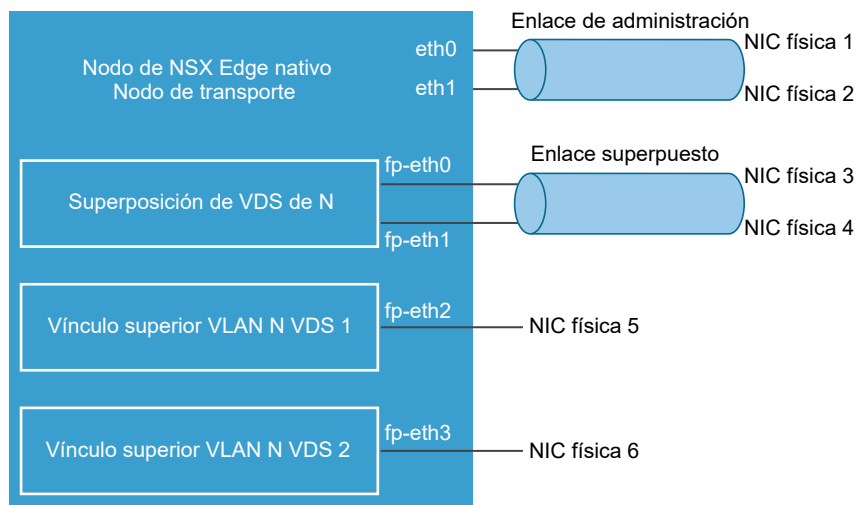 Enlace de administración
eth0
NIC física 1
Nodo de NSX Edge nativo
Nodo de transporte
eth1
NIC física 2
Enlace superpuesto
fp-eth0
NIC física 3
Superposición de VDS de N
fp-eth1
NIC física 4
Vínculo superior VLAN N VDS 1
fp-eth2
NIC física 5
Vínculo superior VLAN N VDS 2
fp-eth3
NIC física 6